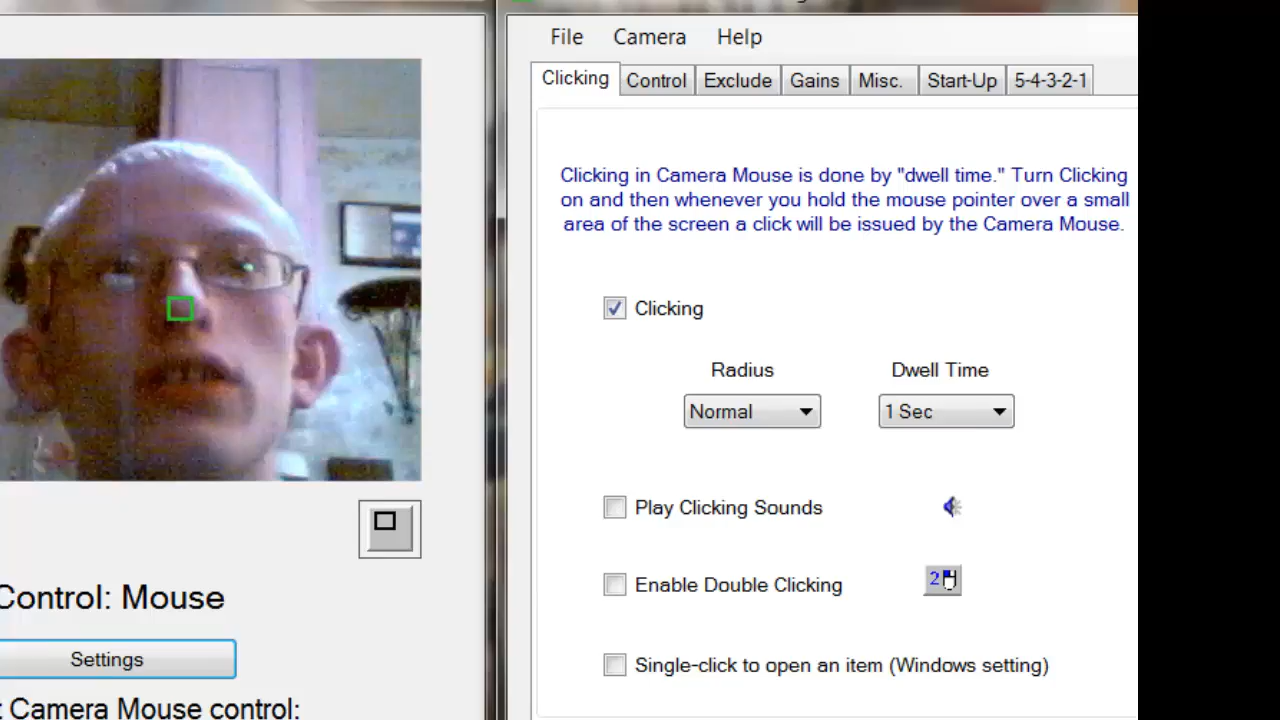 File Camera Help
Clicking Control Exclude Gains Misc. Start-Up 5-4-3-2-1
Clicking in Camera Mouse is done by "dwell time." Turn Clicking
on and then whenever you hold the mouse pointer over a small
area of the screen a click will be issued by the Camera Mouse.
Clicking
Radius Dwell Time
Normal 1 Sec
Play Clicking Sounds
Enable Double Clicking
2
Single-click to open an item (Windows setting)
Control: Mouse
Settings
Camera Mouse control: